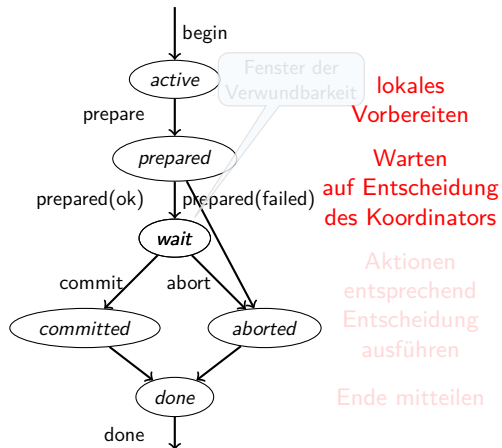 begin
Fenster der
Verwundbarkeit
active
lokales
Vorbereiten
prepare
prepared
Warten
auf Entscheidung
des Koordinators
prepared(ok)
prepared(failed)
wait
commit
abort
Aktionen
entsprechend
Entscheidung
ausführen
committed
aborted
done
Ende mitteilen
done